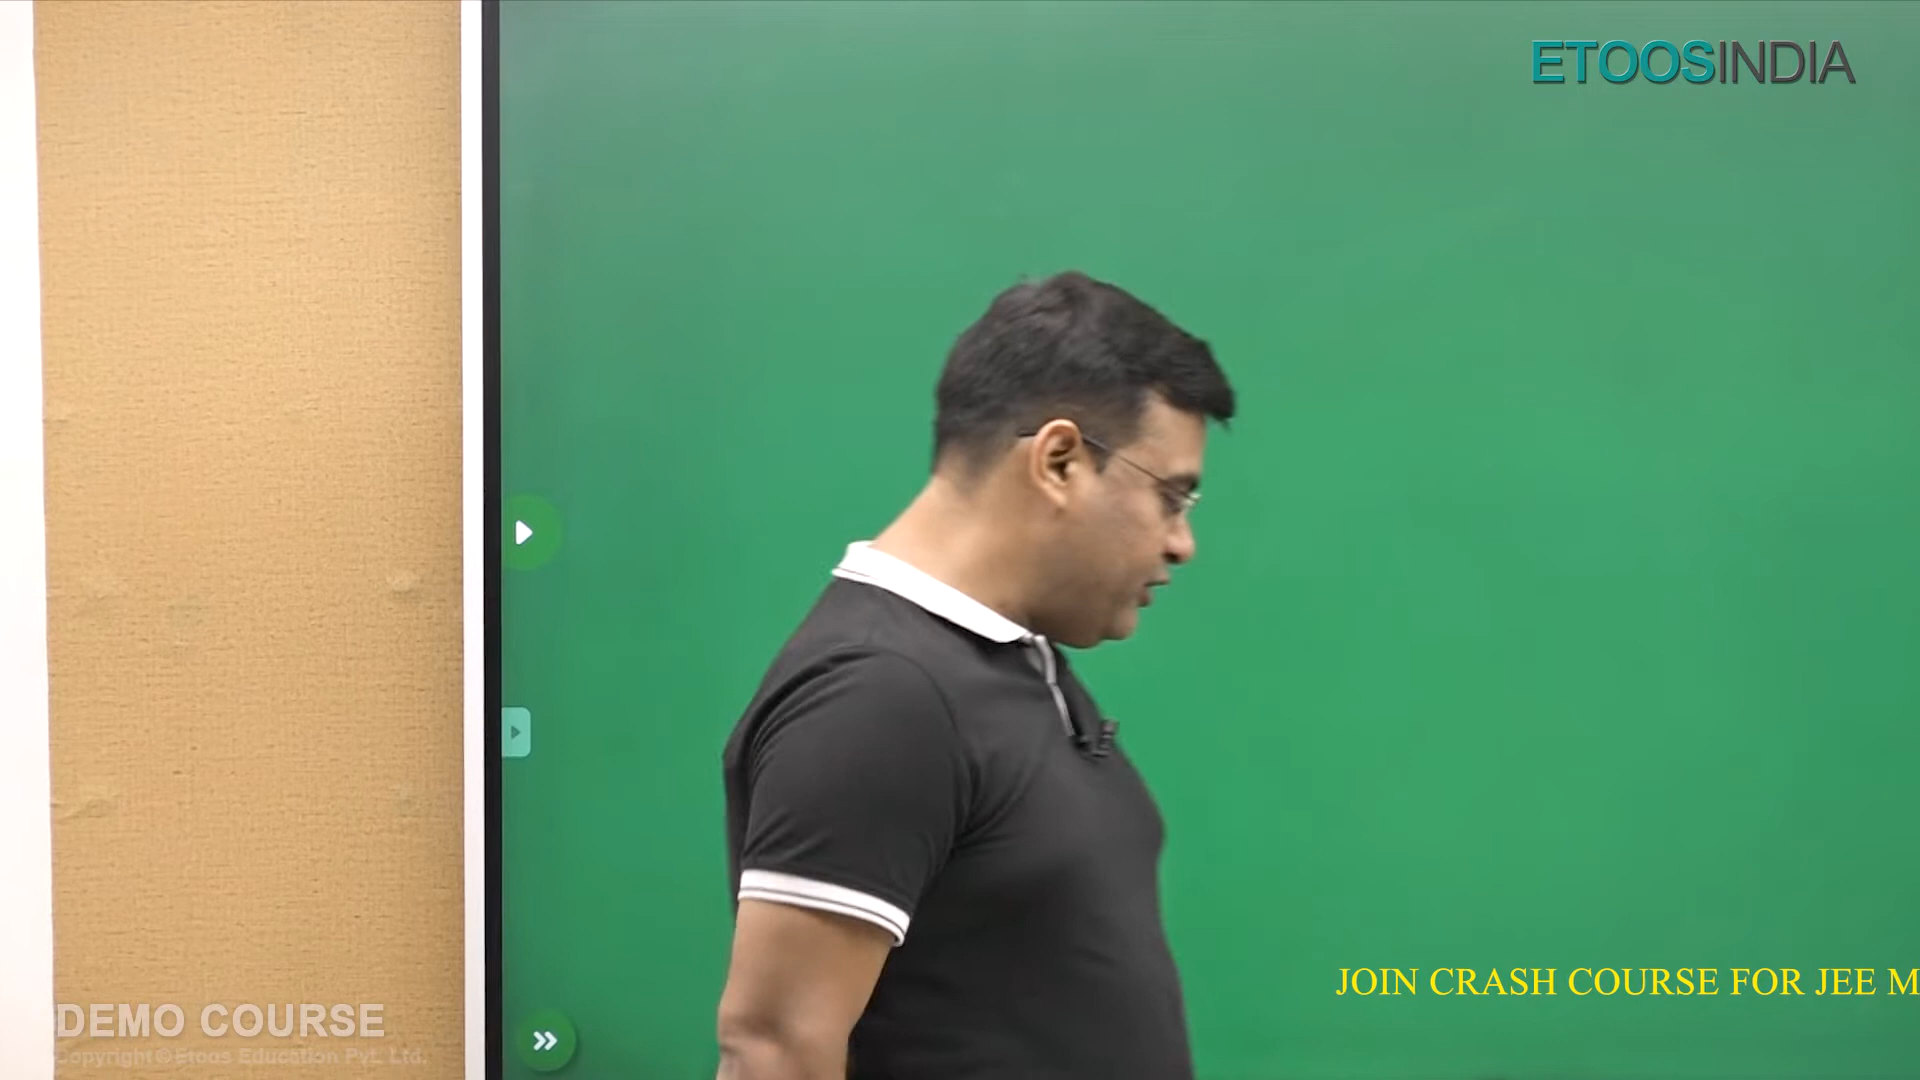 ETOOSINDIA
JOIN CRASH COURSE FOR JEE M
DEMO COURSE
Copyright © Etoos Education Pvt. Ltd.